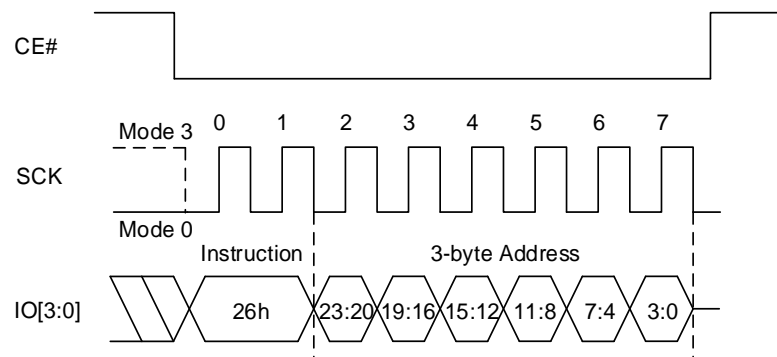 CE#
Mode 3 0 1 2 3 4 5 6 7
SCK
Mode 0
Instruction 3-byte Address
IO[3:0] 26h 23:20 19:16 15:12 11:8 7:4 3:0